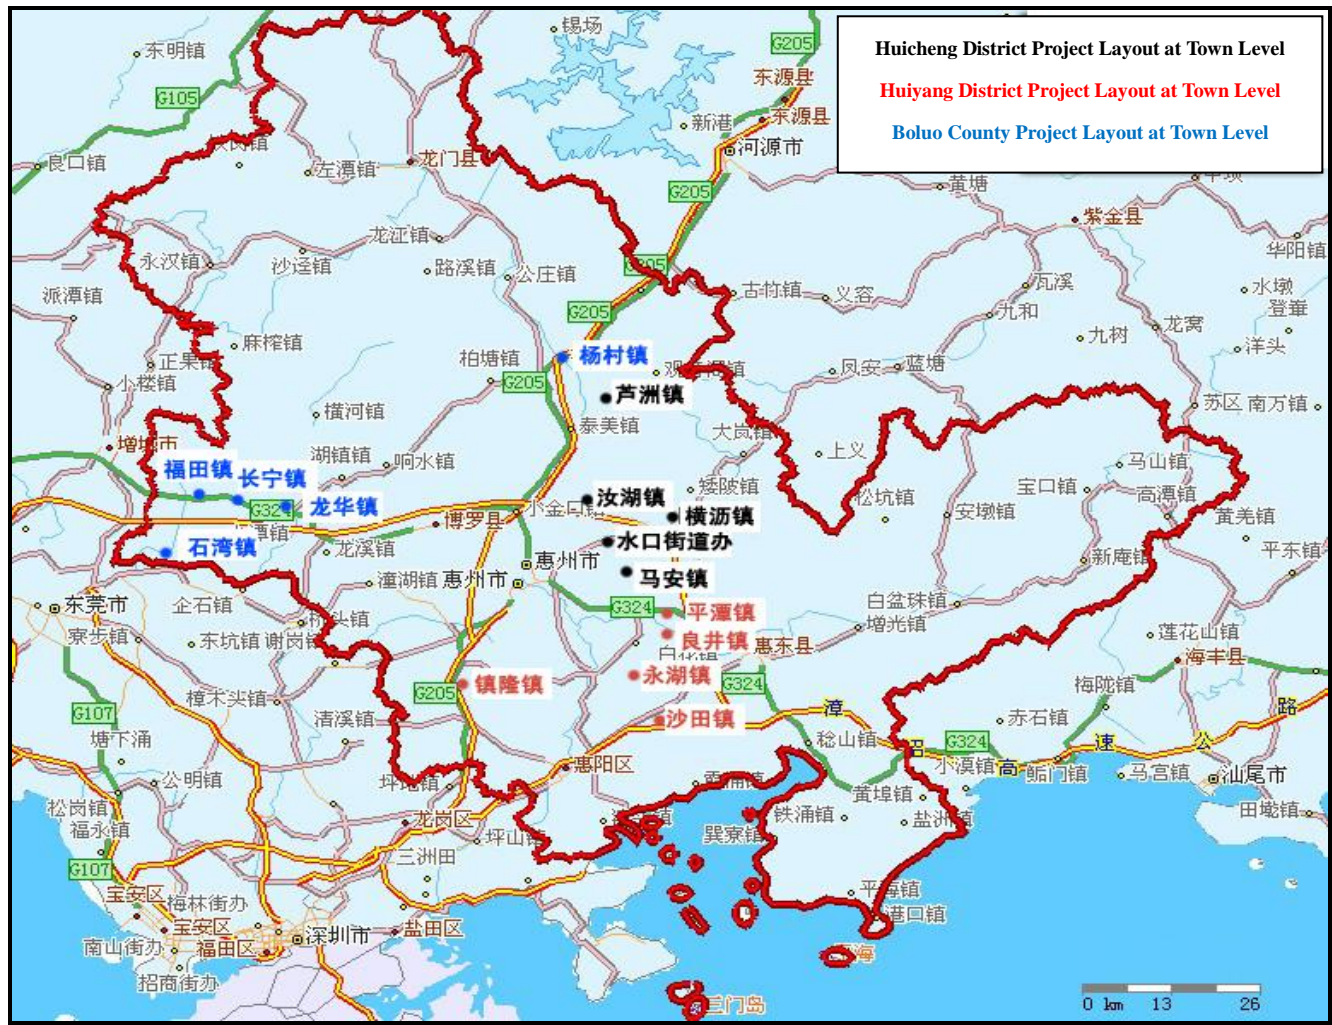 Huicheng District Project Layout at Town Level
Huiyang District Project Layout at Town Level
Boluo County Project Layout at Town Level
锡场
东明镇
G205
东源县
G105
东源县
新港
河源市
良口镇
左潭镇
龙门县
黄塘
G205
紫金县
龙江镇
华阳镇
永汉镇
沙迳镇
路溪镇
公庄镇
瓦溪
水墩
派潭镇
古竹镇
义容
登畲
G205
九和
龙窝
麻榨镇
九树
洋头
正果镇
柏塘镇
杨村镇
小楼镇
G205
凤安
蓝塘
芦洲镇
横河镇
苏区
南万镇
泰美镇
大岚镇
增城市
湖镇镇
响水镇
上义
马山镇
福田镇
长宁镇
矮陂镇
宝口镇
高潭镇
龙华镇
G324
汝湖镇
松坑镇
安墩镇
黄羌镇
小金口
横沥镇
博罗县
水口街道办
平东镇
石湾镇
龙溪镇
惠州市
新庵镇
马安镇
潼湖镇
惠州市
东莞市
企石镇
G324
平潭镇
白盆珠镇
桥头镇
增光镇
寮步镇
东坑镇
谢岗镇
良井镇
惠东县
莲花山镇
白花镇
海丰县
永湖镇
镇隆镇
G324
梅陇镇
樟木头镇
G205
G107
清溪镇
沙田镇
漳
赤石镇
路
塘下涌
稔山镇
招
G324
速
公
惠阳区
小漠镇
高
鲘门镇
马宫镇
汕尾市
公明镇
坪地镇
黄埠镇
松岗镇
铁涌镇
田墘镇
福永镇
龙岗区
盐洲镇
坪山镇
巽寮镇
三洲田
G107
宝安区
平海镇
梅林街办
港口镇
宝安区
深圳市
盐田区
南山街办
福田区
招商街办
三门岛
0 km 13 26